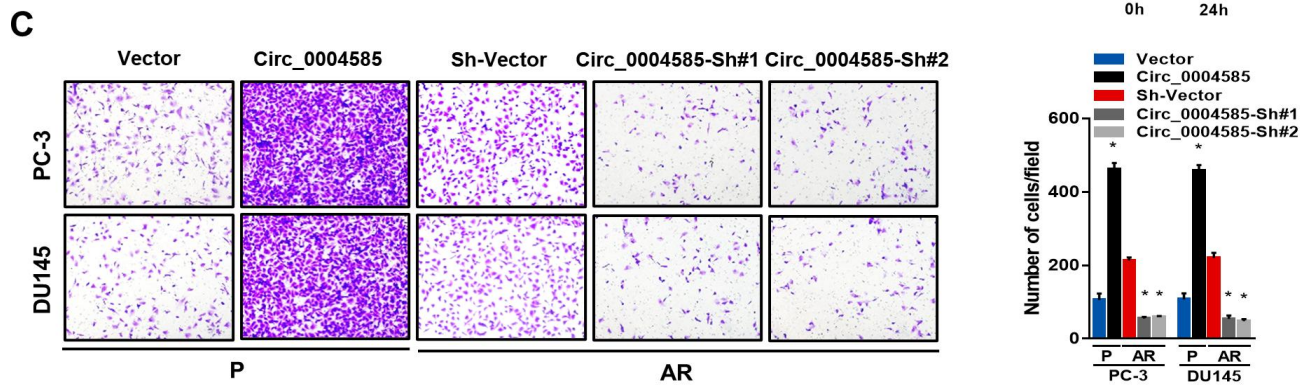 C
Vector
Circ_0004585
Sh-Vector
Circ_0004585-Sh#1
Circ_0004585-Sh#2
PC-3
DU145
P
AR
0h
24h
Vector
Circ_0004585
Sh-Vector
Circ_0004585-Sh#1
Circ_0004585-Sh#2
Number of cells/field
600
400
200
0
*
* *
*
* *
P AR P AR
PC-3 DU145